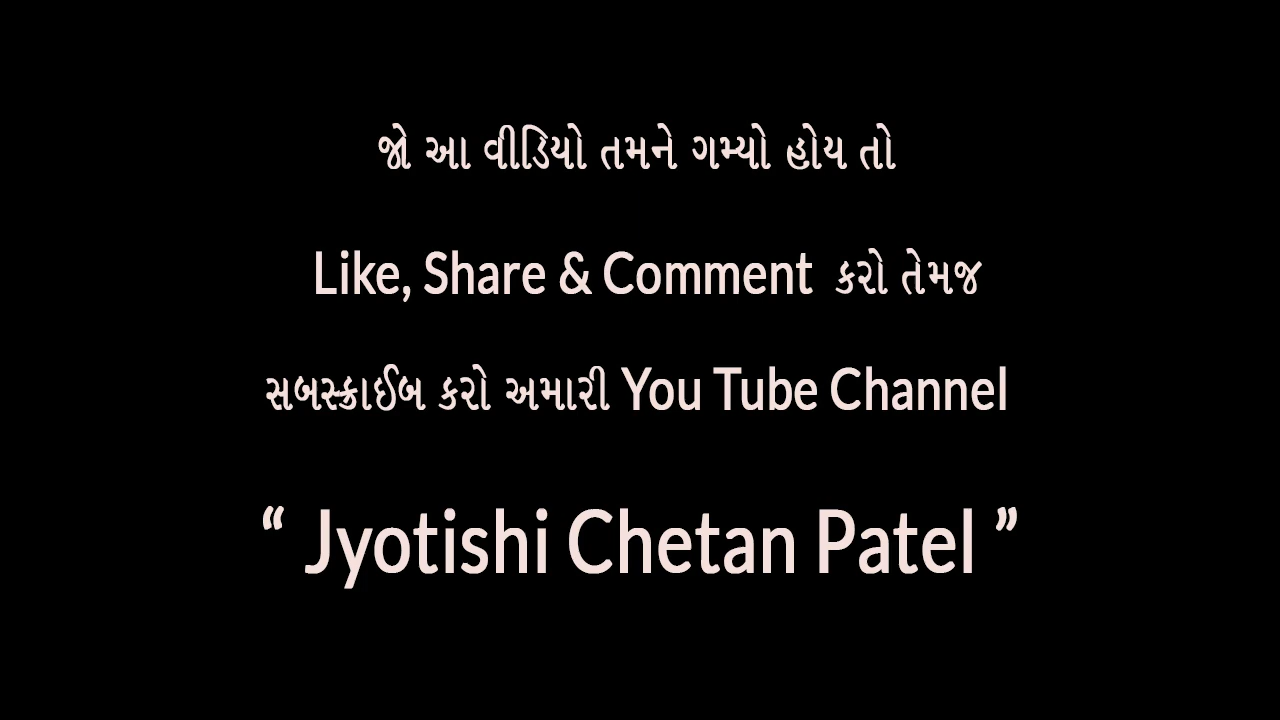 જો આ વીડિયો તમને ગમ્યો હોય તો
Like, Share & Comment કરો તેમજ
સબસ્ક્રાઈબ કરો અમારી You Tube Channel
“ Jyotishi Chetan Patel ”